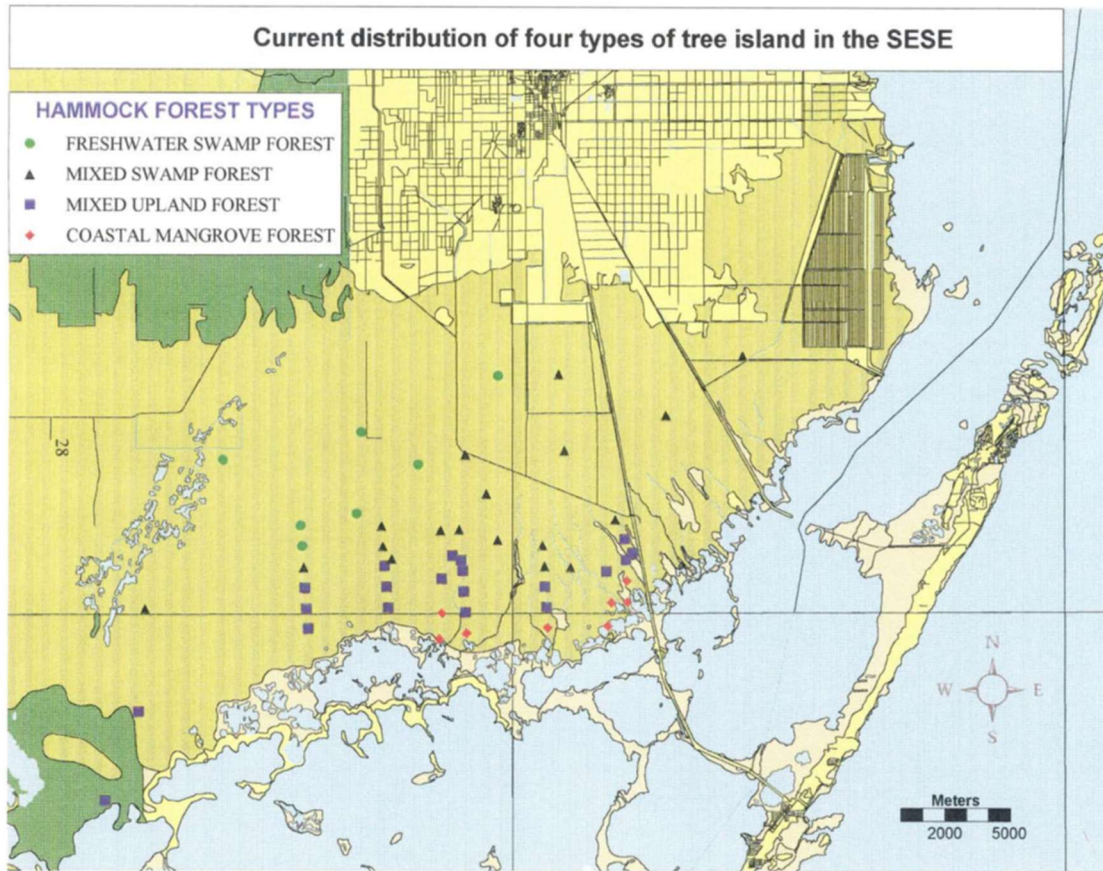 Current distribution of four types of tree island in the SESE
HAMMOCK FOREST TYPES
FRESHWATER SWAMP FOREST
MIXED SWAMP FOREST
MIXED UPLAND FOREST
COASTAL MANGROVE FOREST
28
N
W E
S
Meters
2000 5000